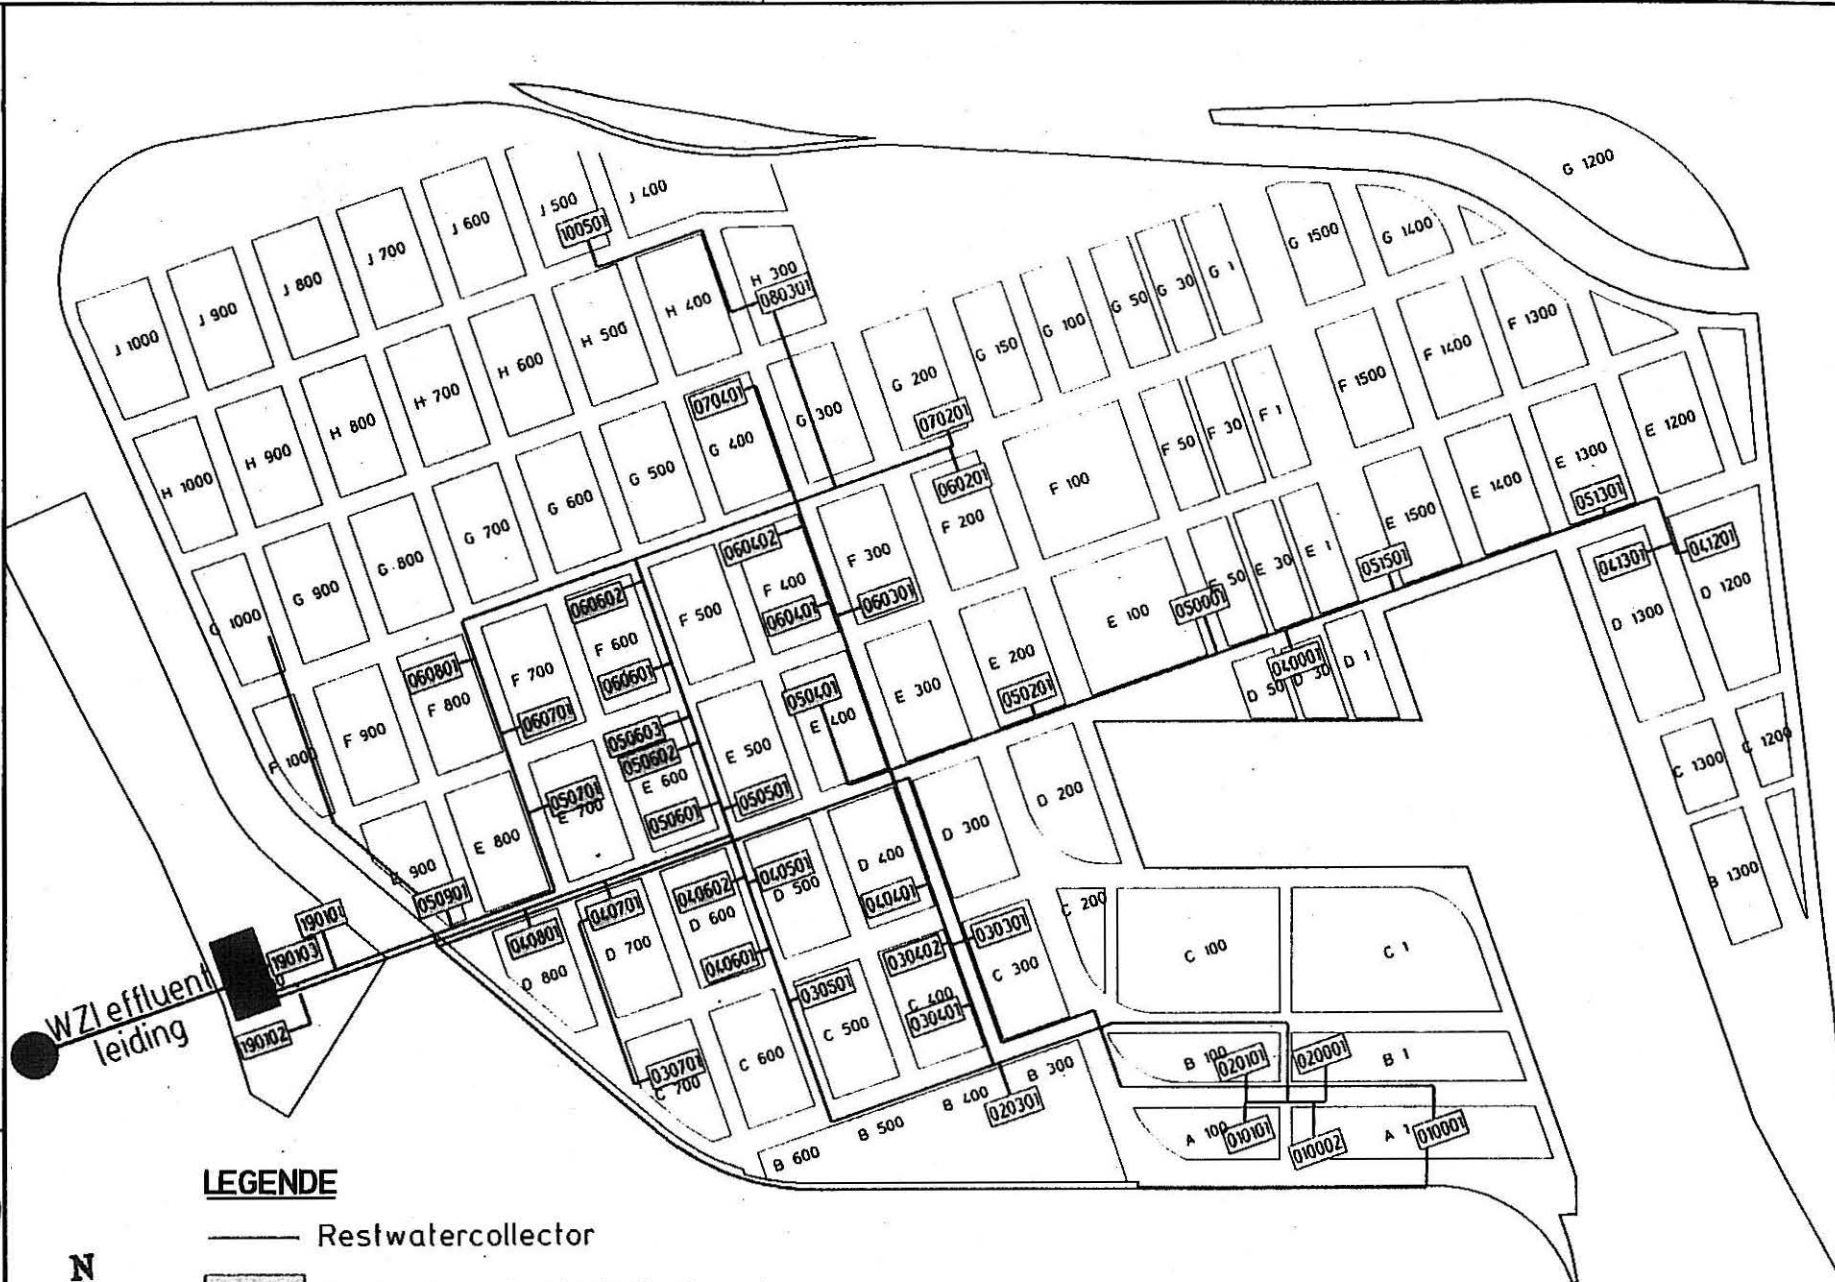 G 1200
J 400
J 500
J 600
J 700
J 800
J 900
J 1000
100501
G 1500
G 1400
G 1
G 30
G 50
G 100
G 150
G 200
H 300
080301
H 400
H 500
H 600
H 700
H 800
H 900
H 1000
F 1300
F 1400
F 1500
F 1
F 30
F 50
F 100
070201
060201
F 200
G 300
070401
G 400
G 500
G 600
G 700
G 800
G 900
1000
E 1200
E 1300
051301
E 1400
E 1500
051501
E 1
E 30
50
050001
E 100
E 200
050201
F 300
060301
E 300
060402
F 400
060401
050401
E 400
F 500
060602
F 600
060601
F 700
060701
060801
F 800
F 900
F 1000
041301
041201
D 1200
D 1300
D 1
040001
D 30
D 50
050603
050602
E 500
E 600
050601
050501
050701
E 700
E 800
900
050901
C 1200
C 1300
B 1300
D 200
D 300
D 400
040401
040501
D 500
040602
D 600
040601
040701
D 700
040801
D 800
C 200
C 100
C 1
030301
C 300
030402
C 400
030401
030501
C 500
C 600
030701
C 700
190101
190103
190102
WZI effluent
leiding
B 100
020101
020001
B 1
B 300
B 400
020301
B 500
B 600
A 100
010101
010002
A 1
010001
LEGENDE
Restwatercollector
N